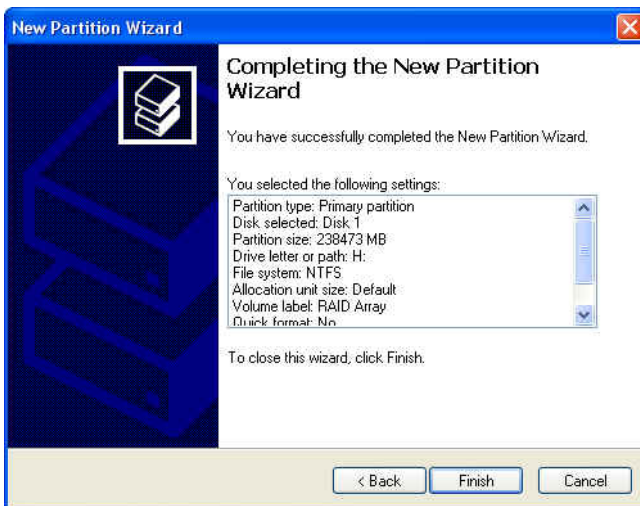 New Partition Wizard
Completing the New Partition
Wizard
You have successfully completed the New Partition Wizard.
You selected the following settings:
Partition type: Primary partition
Disk selected: Disk 1
Partition size: 238473 MB
Drive letter or path: H:
File system: NTFS
Allocation unit size: Default
Volume label: RAID Array
Quick format: No
To close this wizard, click Finish.
< Back Finish Cancel